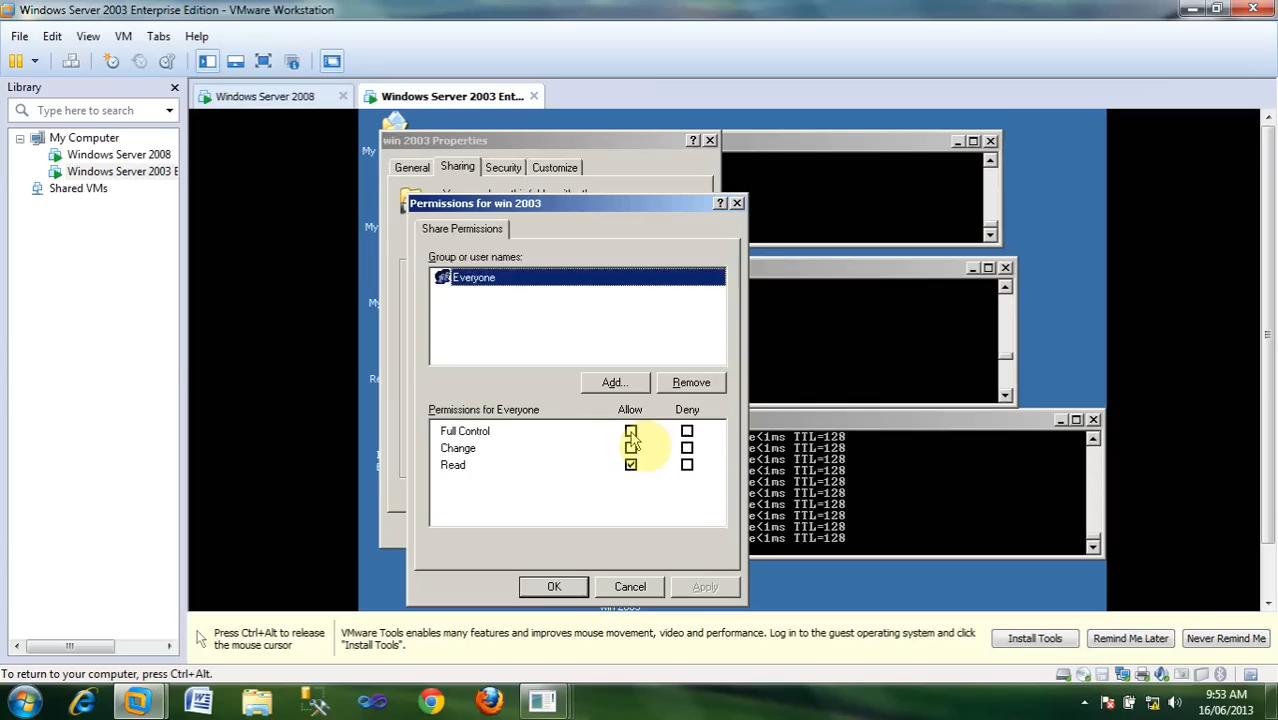 Windows Server 2003 Enterprise Edition - VMware Workstation
File Edit View VM Tabs Help
Library
Type here to search
My Computer
Windows Server 2008
Windows Server 2003 E
Shared VMs
Windows Server 2008
Windows Server 2003 Ent...
win 2003 Properties
General Sharing Security Customize
Permissions for win 2003
Share Permissions
Group or user names:
Everyone
Add... Remove
Permissions for Everyone Allow Deny
Full Control
Change
Read
OK Cancel Apply
e<1ms TTL=128
e<1ms TTL=128
e<1ms TTL=128
e<1ms TTL=128
e<1ms TTL=128
e<1ms TTL=128
e<1ms TTL=128
e<1ms TTL=128
e<1ms TTL=128
My
My
My
Re
win 2003
Press Ctrl+Alt to release
the mouse cursor
VMware Tools enables many features and improves mouse movement, video and performance. Log in to the guest operating system and click
"Install Tools".
Install Tools Remind Me Later Never Remind Me
To return to your computer, press Ctrl+Alt.
9:53 AM
16/06/2013